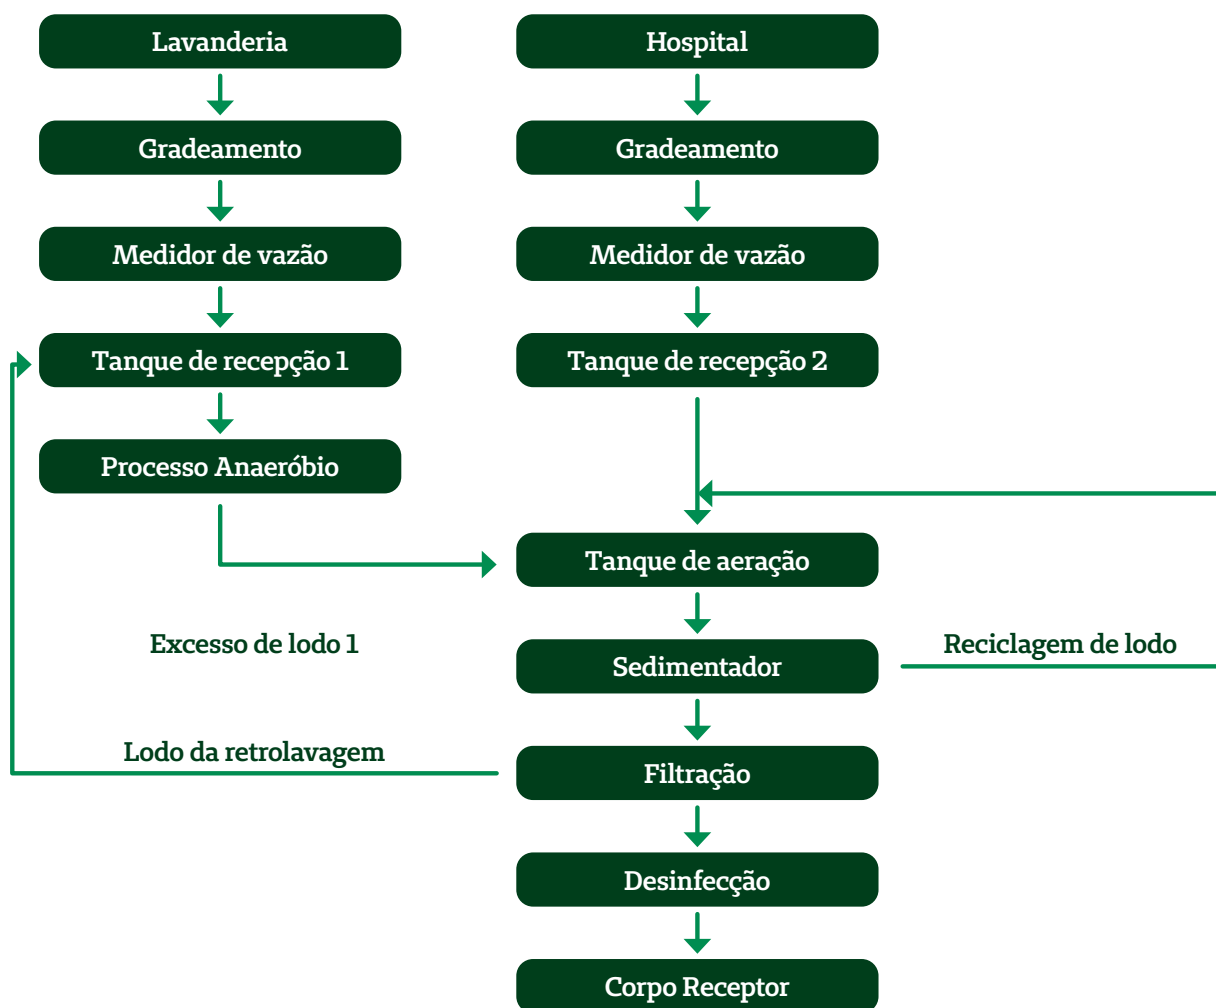 Lavanderia
Hospital
Gradeamento
Gradeamento
Medidor de vazão
Medidor de vazão
Tanque de recepção 1
Tanque de recepção 2
Processo Anaeróbio
Tanque de aeração
Excesso de lodo 1
Sedimentador
Reciclagem de lodo
Lodo da retrolavagem
Filtração
Desinfecção
Corpo Receptor